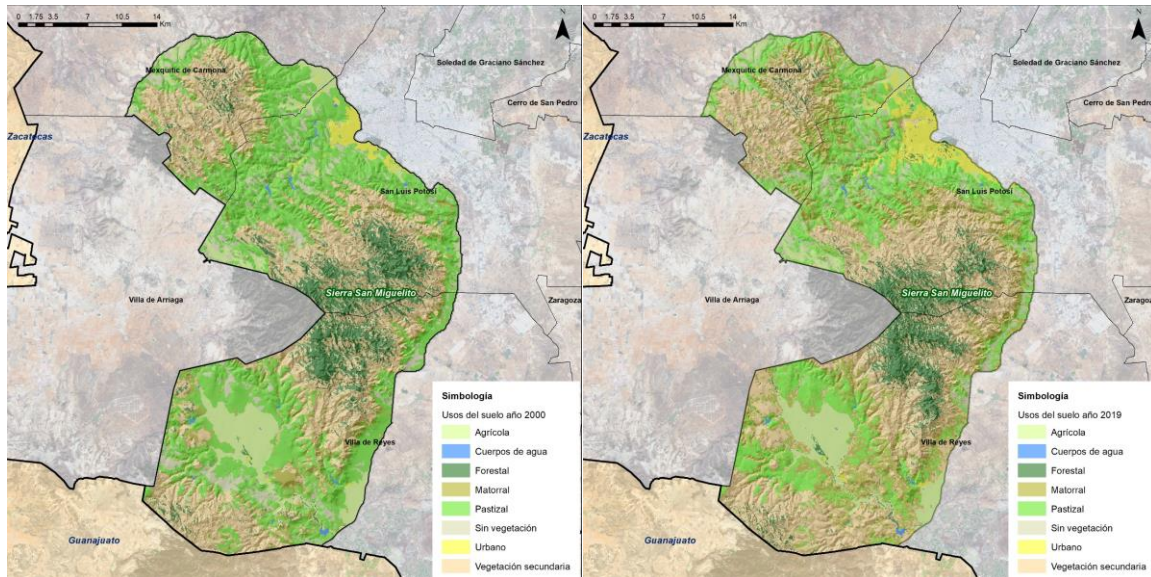 0 1.75 3.5 7 10.5 14
Km
N
Mexquitic de Carmona
Soledad de Graciano Sánchez
Cerro de San Pedro
Zacatecas
San Luis Potosí
Sierra San Miguelito
Villa de Arriaga
Zaragoza
Villa de Reyes
Guanajuato
Simbología
Usos del suelo año 2000
Agrícola
Cuerpos de agua
Forestal
Matorral
Pastizal
Sin vegetación
Urbano
Vegetación secundaria
0 1.75 3.5 7 10.5 14
Km
N
Mexquitic de Carmona
Soledad de Graciano Sánchez
Cerro de San Pedro
Zacatecas
San Luis Potosí
Sierra San Miguelito
Villa de Arriaga
Zaragoza
Villa de Reyes
Guanajuato
Simbología
Usos del suelo año 2019
Agrícola
Cuerpos de agua
Forestal
Matorral
Pastizal
Sin vegetación
Urbano
Vegetación secundaria